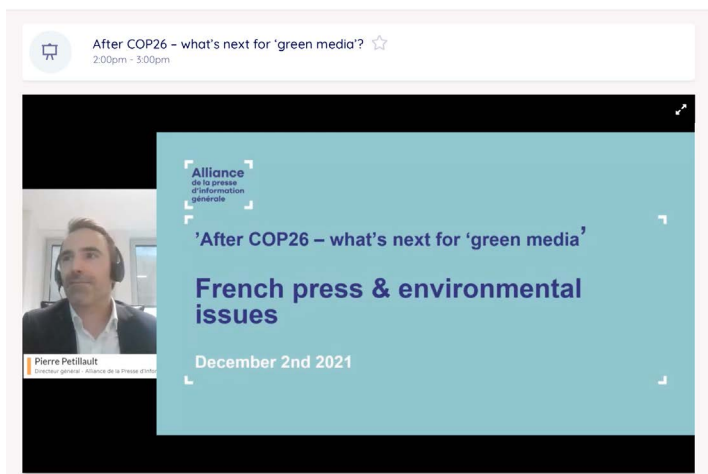 After COP26 – what's next for 'green media'?
2:00pm - 3:00pm
Alliance
de la presse
d'information
générale
'After COP26 – what's next for 'green media'
French press & environmental
issues
December 2nd 2021
Pierre Petillault
Directeur général - Alliance de la Presse d'Infor